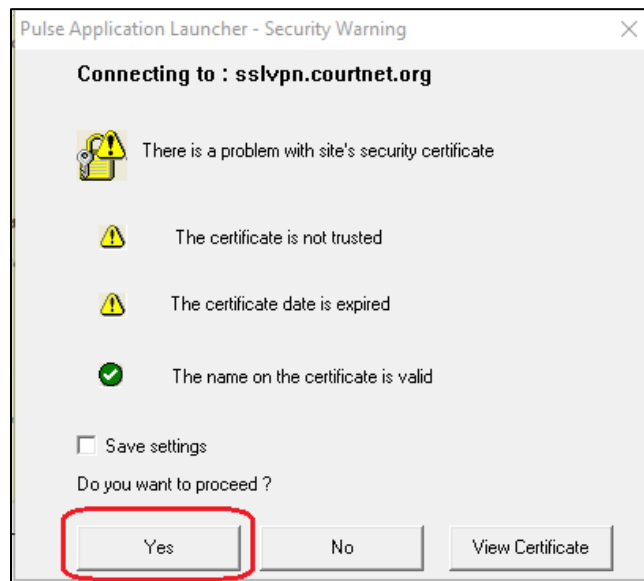 Pulse Application Launcher - Security Warning
Connecting to : sslvpn.courtnet.org
There is a problem with site's security certificate
The certificate is not trusted
The certificate date is expired
The name on the certificate is valid
Save settings
Do you want to proceed ?
Yes No View Certificate